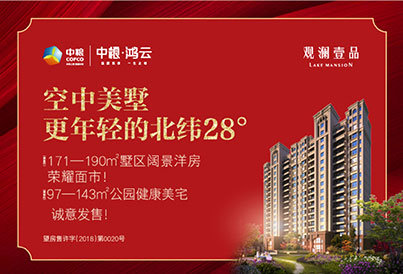 中粮
COFCO
中粮·鸿云
观澜壹品
LAKE MANSION
空中美墅
更年轻的北纬28°
171—190m²墅区阔景洋房
荣耀面市!
97—143m²公园健康美宅
诚意发售!
望房售许字(2018)第0020号